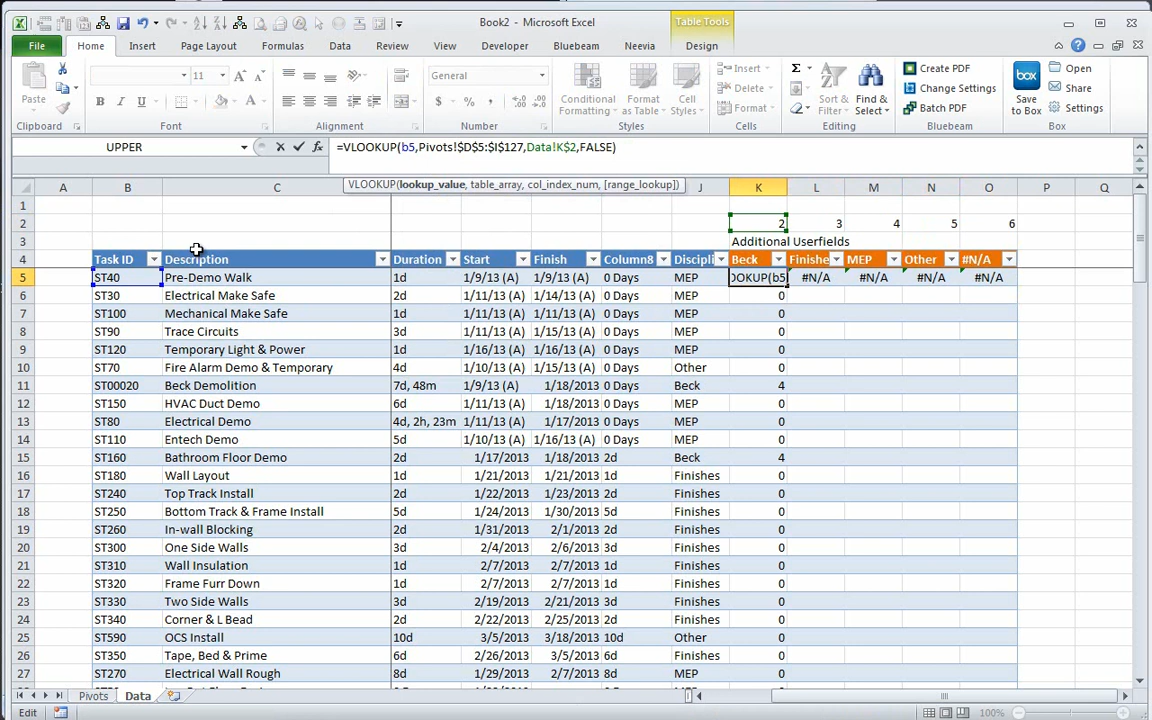 Book2 - Microsoft Excel
Table Tools
File Home Insert Page Layout Formulas Data Review View Developer Bluebeam Neevia Design
Paste
Clipboard
11
Font
Alignment
General
$ % ,
Number
Conditional Formatting
Format as Table
Cell Styles
Styles
Insert
Delete
Format
Cells
Sort & Filter
Find & Select
Editing
Create PDF
Change Settings
Batch PDF
Bluebeam
box
Save to Box
Open
Share
Settings
Box
UPPER =VLOOKUP(b5,Pivots!$D$5:$I$127,Data!K$2,FALSE)
VLOOKUP(lookup_value, table_array, col_index_num, [range_lookup])
A B C J K L M N O P Q
1
2 2 3 4 5 6
3 Additional Userfields
4 Task ID Description Duration Start Finish Column8 Discipli Beck Finishe MEP Other #N/A
5 ST40 Pre-Demo Walk 1d 1/9/13 (A) 1/9/13 (A) 0 Days MEP OOKUP(b5 #N/A #N/A #N/A #N/A
6 ST30 Electrical Make Safe 2d 1/11/13 (A) 1/14/13 (A) 0 Days MEP 0
7 ST100 Mechanical Make Safe 1d 1/11/13 (A) 1/11/13 (A) 0 Days MEP 0
8 ST90 Trace Circuits 3d 1/11/13 (A) 1/15/13 (A) 0 Days MEP 0
9 ST120 Temporary Light & Power 1d 1/16/13 (A) 1/16/13 (A) 0 Days MEP 0
10 ST70 Fire Alarm Demo & Temporary 4d 1/10/13 (A) 1/15/13 (A) 0 Days Other 0
11 ST00020 Beck Demolition 7d, 48m 1/9/13 (A) 1/18/2013 0 Days Beck 4
12 ST150 HVAC Duct Demo 6d 1/11/13 (A) 1/18/2013 0 Days MEP 0
13 ST80 Electrical Demo 4d, 2h, 23m 1/11/13 (A) 1/17/2013 0 Days MEP 0
14 ST110 Entech Demo 5d 1/10/13 (A) 1/16/2013 0 Days MEP 0
15 ST160 Bathroom Floor Demo 2d 1/17/2013 1/18/2013 2d Beck 4
16 ST180 Wall Layout 1d 1/21/2013 1/21/2013 1d Finishes 0
17 ST240 Top Track Install 2d 1/22/2013 1/23/2013 2d Finishes 0
18 ST250 Bottom Track & Frame Install 5d 1/24/2013 1/30/2013 5d Finishes 0
19 ST260 In-wall Blocking 2d 1/31/2013 2/1/2013 2d Finishes 0
20 ST300 One Side Walls 3d 2/4/2013 2/6/2013 3d Finishes 0
21 ST310 Wall Insulation 1d 2/7/2013 2/7/2013 1d Finishes 0
22 ST320 Frame Furr Down 1d 2/7/2013 2/7/2013 1d Finishes 0
23 ST330 Two Side Walls 3d 2/19/2013 2/21/2013 3d Finishes 0
24 ST340 Corner & L Bead 2d 2/22/2013 2/25/2013 2d Finishes 0
25 ST590 OCS Install 10d 3/5/2013 3/18/2013 10d Other 0
26 ST350 Tape, Bed & Prime 6d 2/26/2013 3/5/2013 6d Finishes 0
27 ST270 Electrical Wall Rough 8d 1/29/2013 2/7/2013 8d MEP 0
Pivots Data
Edit 100%